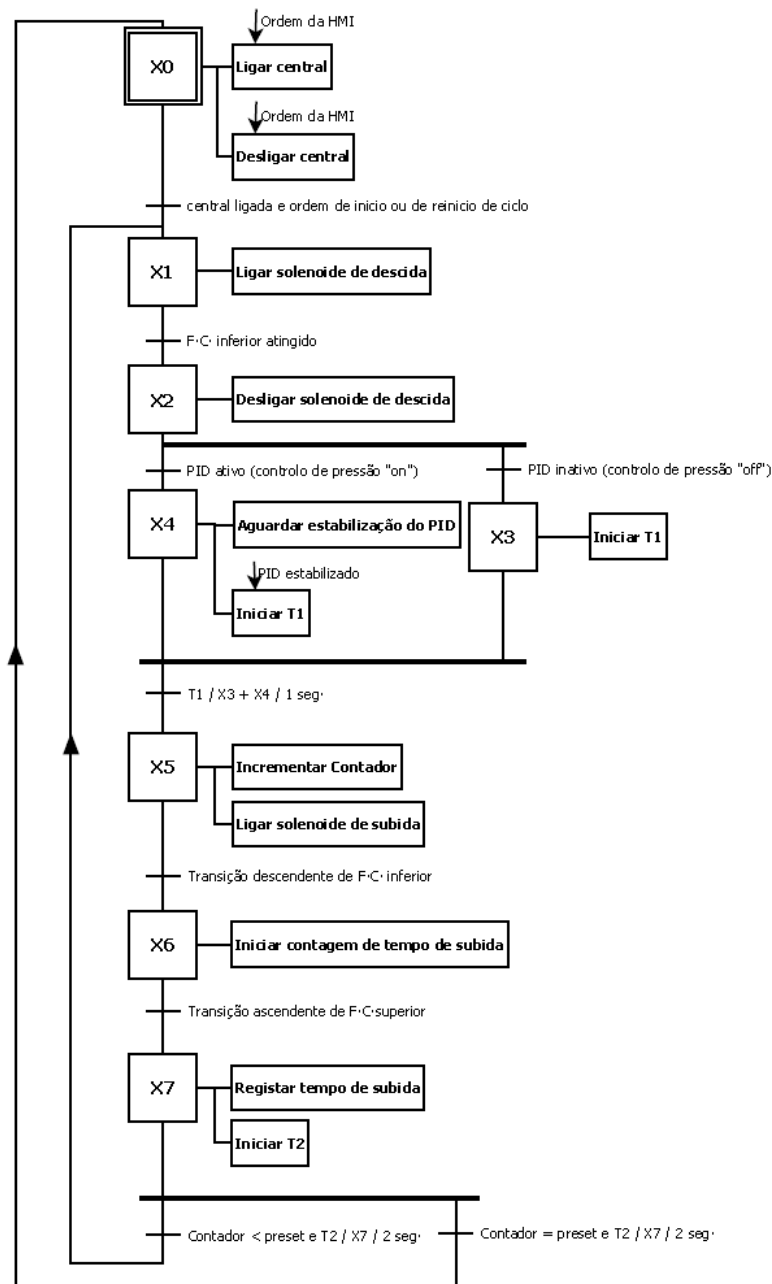 Ordem da HMI
X0
Ligar central
Ordem da HMI
Desligar central
central ligada e ordem de inicio ou de reinicio de ciclo
X1
Ligar solenoide de descida
F·C· inferior atingido
X2
Desligar solenoide de descida
PID ativo (controlo de pressão "on")
PID inativo (controlo de pressão "off")
X4
Aguardar estabilização do PID
X3
Iniciar T1
PID estabilizado
Iniciar T1
T1 / X3 + X4 / 1 seg·
X5
Incrementar Contador
Ligar solenoide de subida
Transição descendente de F·C· inferior
X6
Iniciar contagem de tempo de subida
Transição ascendente de F·C·superior
X7
Registar tempo de subida
Iniciar T2
Contador < preset e T2 / X7 / 2 seg·
Contador = preset e T2 / X7 / 2 seg·